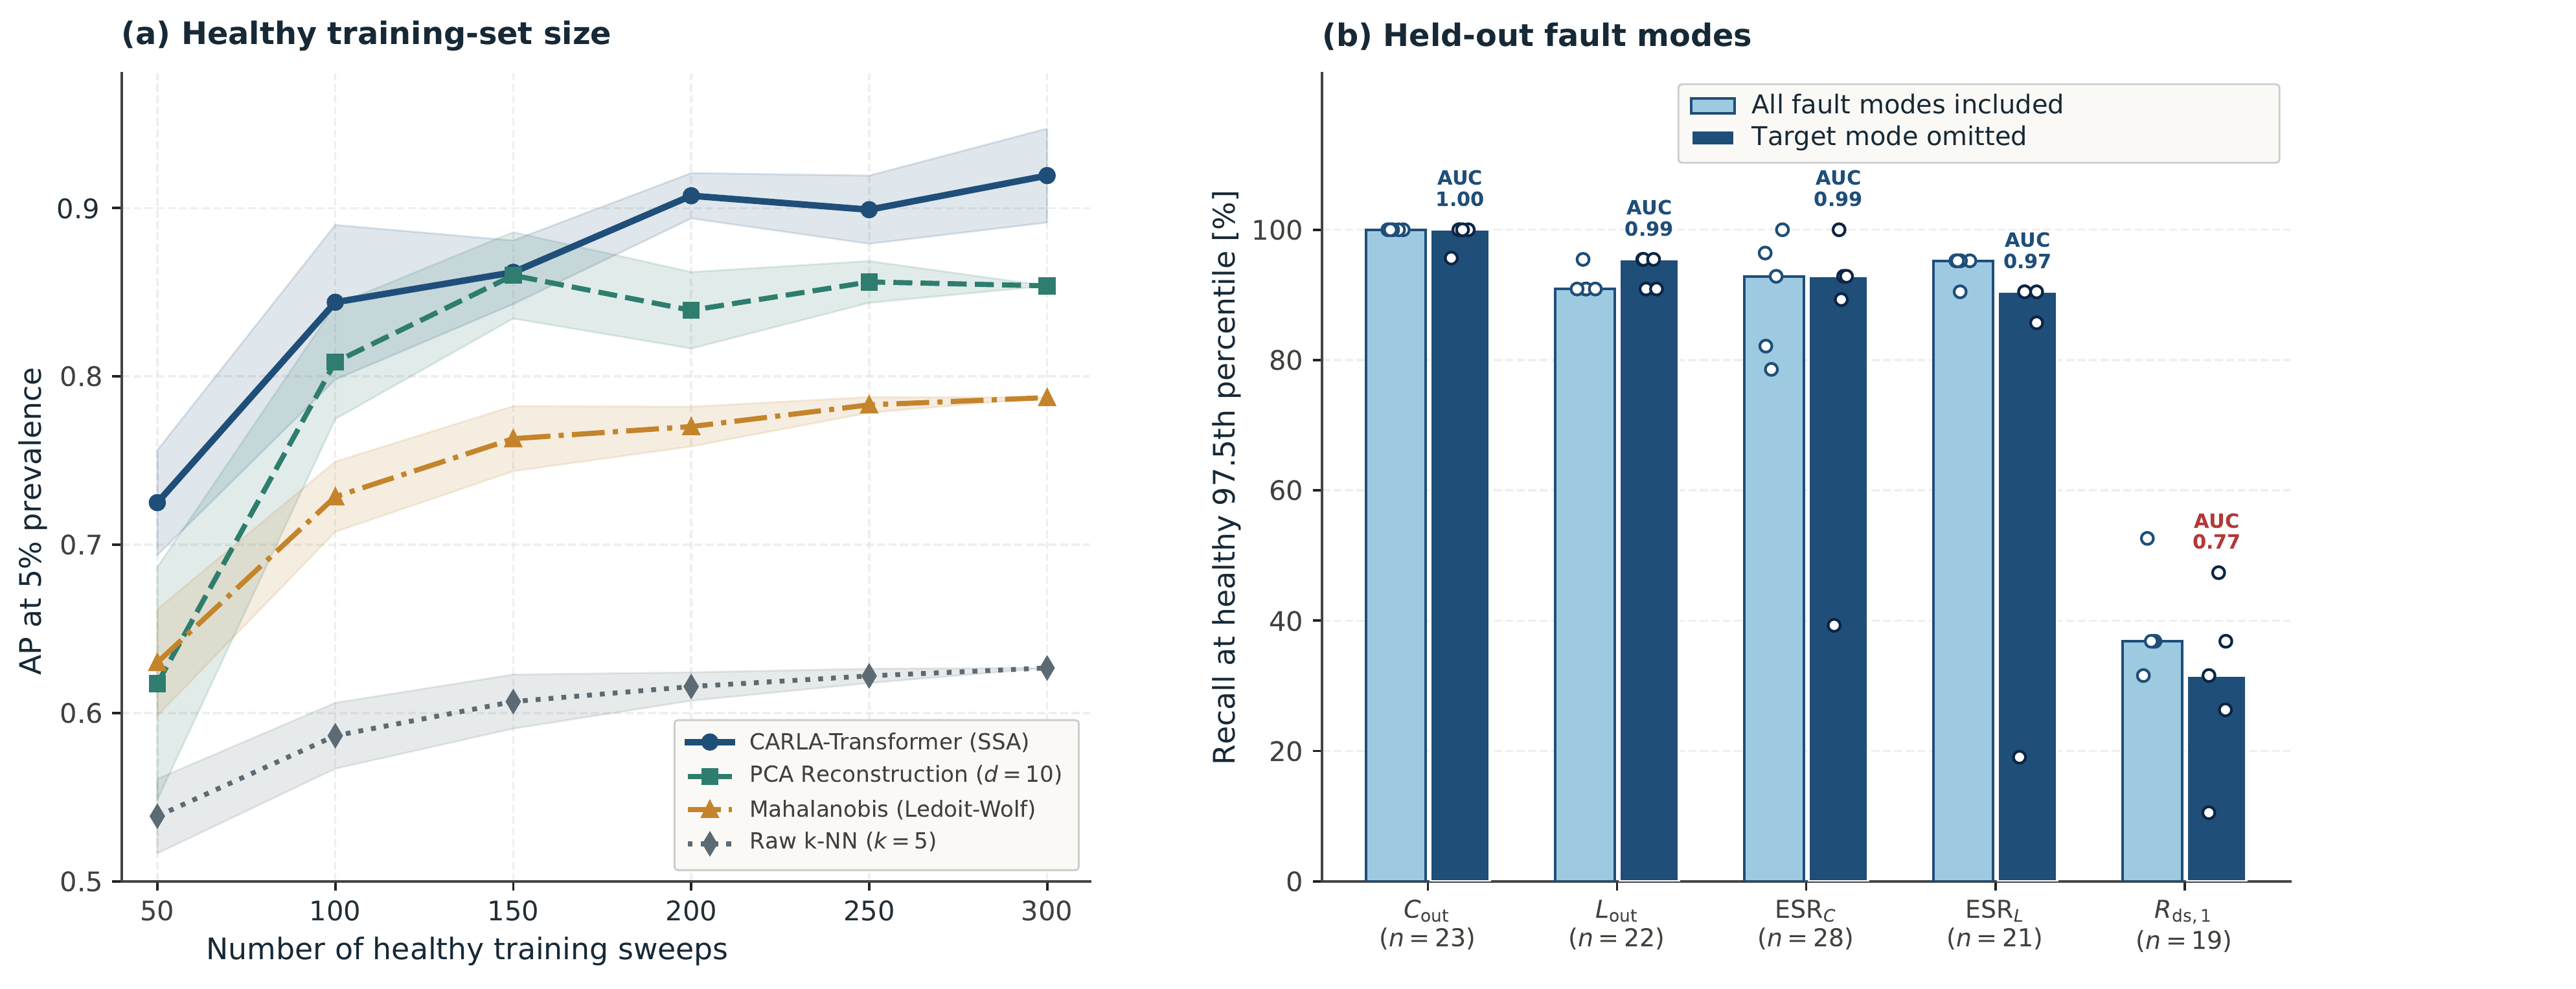 (a) Healthy training-set size
AP at 5% prevalence
0.9
0.8
0.7
0.6
0.5
50 100 150 200 250 300
Number of healthy training sweeps
CARLA-Transformer (SSA)
PCA Reconstruction (d = 10)
Mahalanobis (Ledoit-Wolf)
Raw k-NN (k = 5)
(b) Held-out fault modes
All fault modes included
Target mode omitted
Recall at healthy 97.5th percentile [%]
100
80
60
40
20
0
AUC
1.00
AUC
0.99
AUC
0.99
AUC
0.97
AUC
0.77
C_out L_out ESR_C ESR_L R_ds,1
(n = 23) (n = 22) (n = 28) (n = 21) (n = 19)